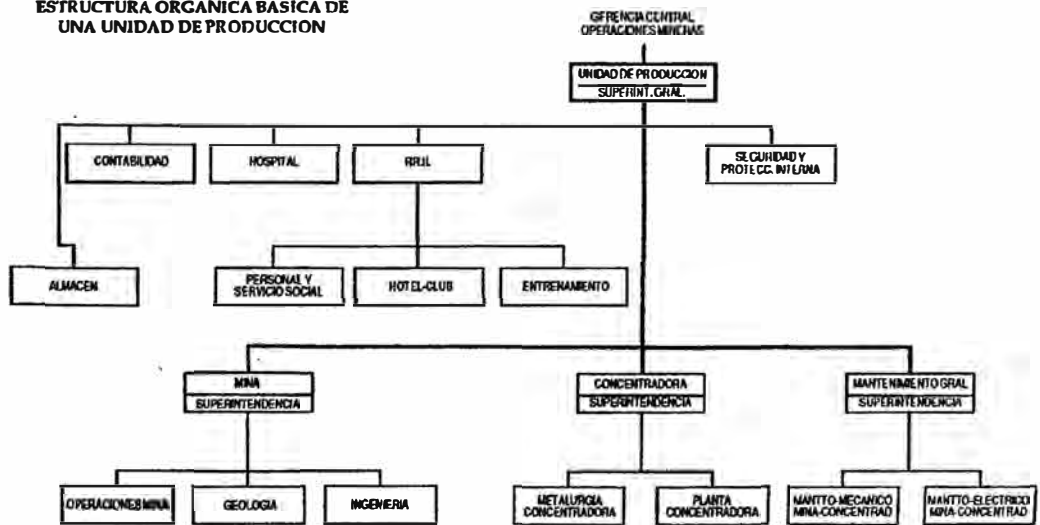 ESTRUCTURA ORGANICA BASICA DE
UNA UNIDAD DE PRODUCCION
GERENCIA CENTRAL
OPERACIONES MINERAS
UNIDAD DE PRODUCCION
SUPERINT. GRAL.
CONTABILIDAD
HOSPITAL
RR.II.
SEGURIDAD Y
PROTECC. INTERNA
ALMACEN
PERSONAL Y
SERVICIO SOCIAL
HOTEL-CLUB
ENTRENAMIENTO
MINA
SUPERINTENDENCIA
CONCENTRADORA
SUPERINTENDENCIA
MANTENIMIENTO GRAL
SUPERINTENDENCIA
OPERACIONES MINA
GEOLOGIA
INGENIERIA
METALURGIA
CONCENTRADORA
PLANTA
CONCENTRADORA
MANTTO-MECANICO
MINA-CONCENTRAD
MANTTO-ELECTRICO
MINA-CONCENTRAD